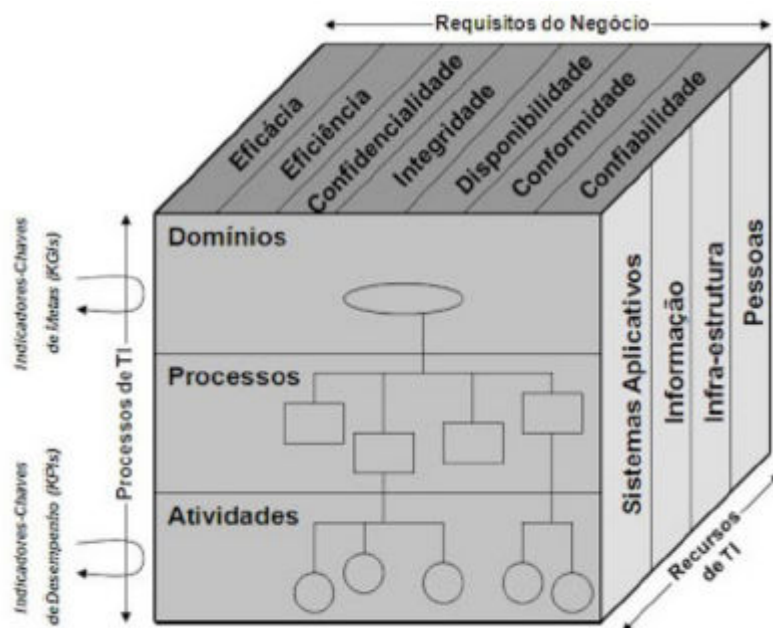 Requisitos do Negócio
Eficácia
Eficiência
Confidencialidade
Integridade
Disponibilidade
Conformidade
Confiabilidade
Indicadores-Chaves
de Metas (KGIs)
Indicadores-Chaves
de Desempenho (KPIs)
Processos de TI
Domínios
Processos
Atividades
Sistemas Aplicativos
Informação
Infra-estrutura
Pessoas
Recursos
de TI